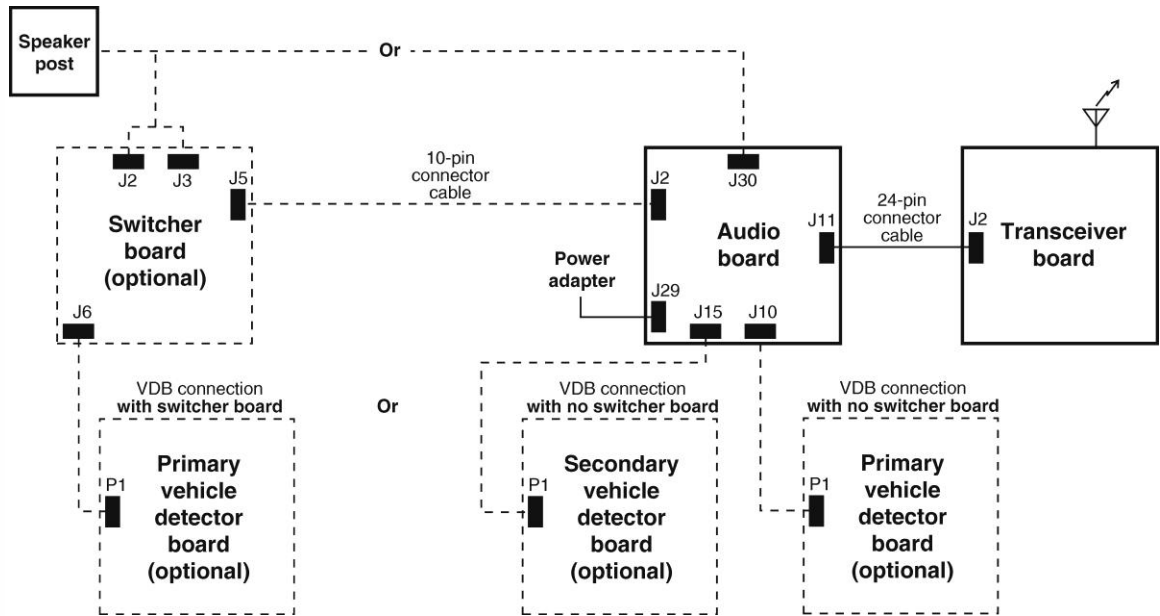 Speaker
post
Or
J2
J3
J5
Switcher
board
(optional)
J6
10-pin
connector
cable
J2
J30
J11
Audio
board
Power
adapter
J29
J15
J10
24-pin
connector
cable
J2
Transceiver
board
VDB connection
with switcher board
Or
VDB connection
with no switcher board
VDB connection
with no switcher board
P1
Primary
vehicle
detector
board
(optional)
P1
Secondary
vehicle
detector
board
(optional)
P1
Primary
vehicle
detector
board
(optional)